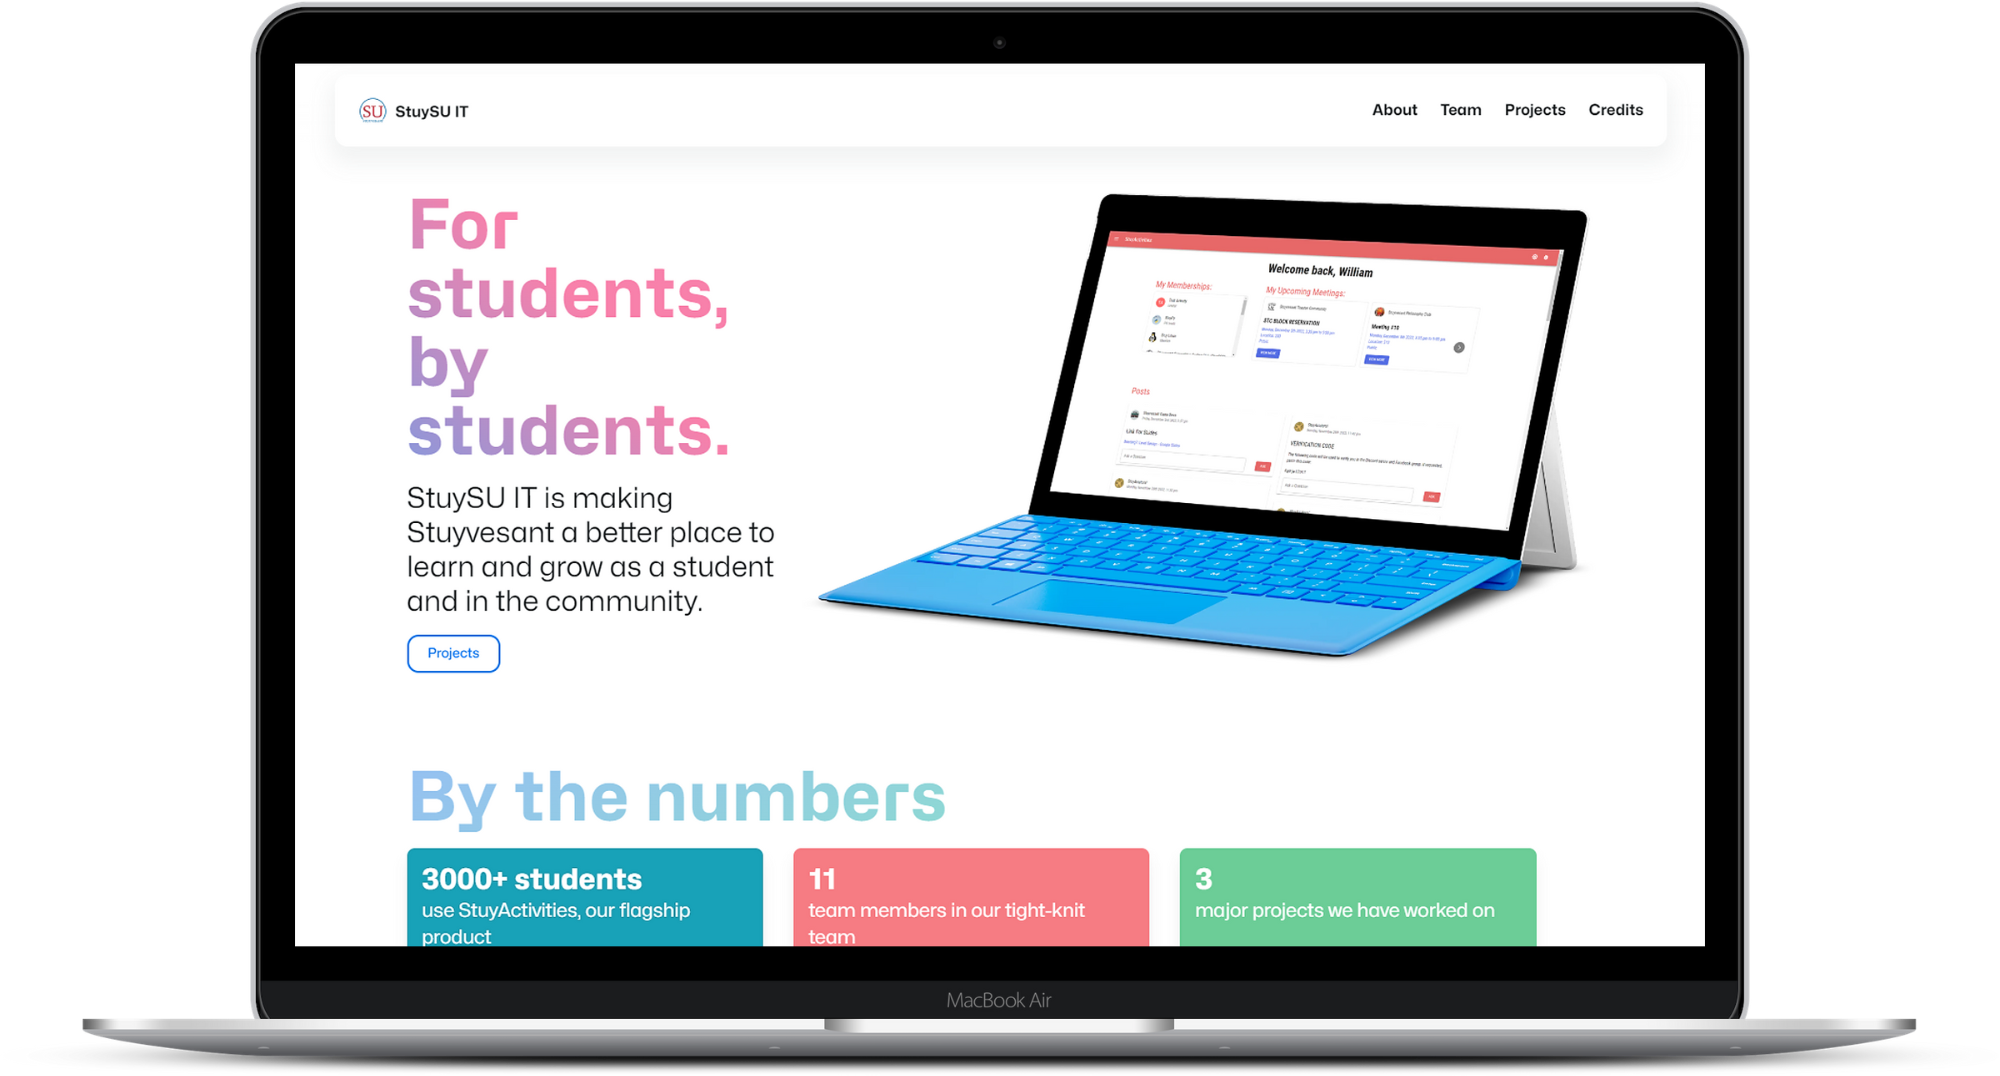 SU StuySU IT
About Team Projects Credits
For
students,
by
students.
StuySU IT is making
Stuyvesant a better place to
learn and grow as a student
and in the community.
Projects
StuyActivities
Welcome back, William
My Memberships:
My Upcoming Meetings:
STC BLOCK RESERVATION
Meeting #10
Posts
VERIFICATION CODE
By the numbers
3000+ students
use StuyActivities, our flagship
product
11
team members in our tight-knit
team
3
major projects we have worked on
MacBook Air